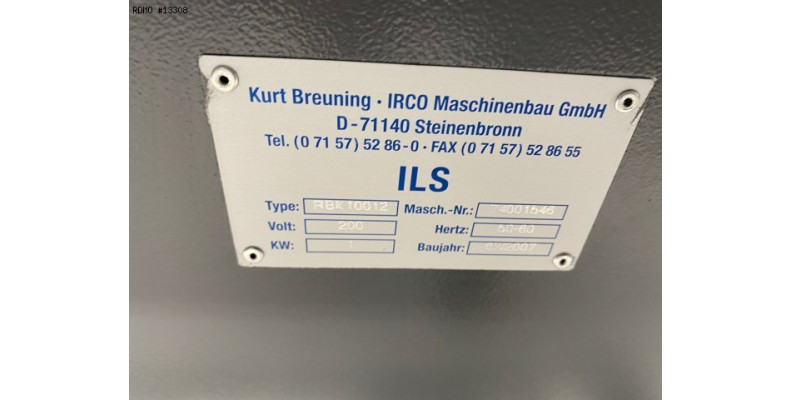 RDMO #13308
Kurt Breuning · IRCO Maschinenbau GmbH
D-71140 Steinenbronn
Tel. (0 71 57) 52 86-0 · FAX (0 71 57) 52 86 55
ILS
Type: RBK10012 Masch.-Nr.:
Volt: 200 Hertz: 50-60
KW: 1 Baujahr: